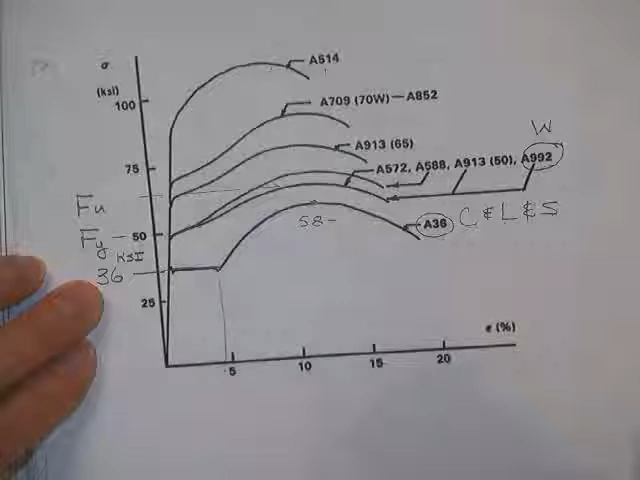 σ
(ksi)
A514
100
A709 (70W)—A852
W
A913 (65)
75
A572, A588, A913 (50), A992
Fu
Fy
50
58-
A36
C & L & S
KSI
36
25
ε (%)
5
10
15
20